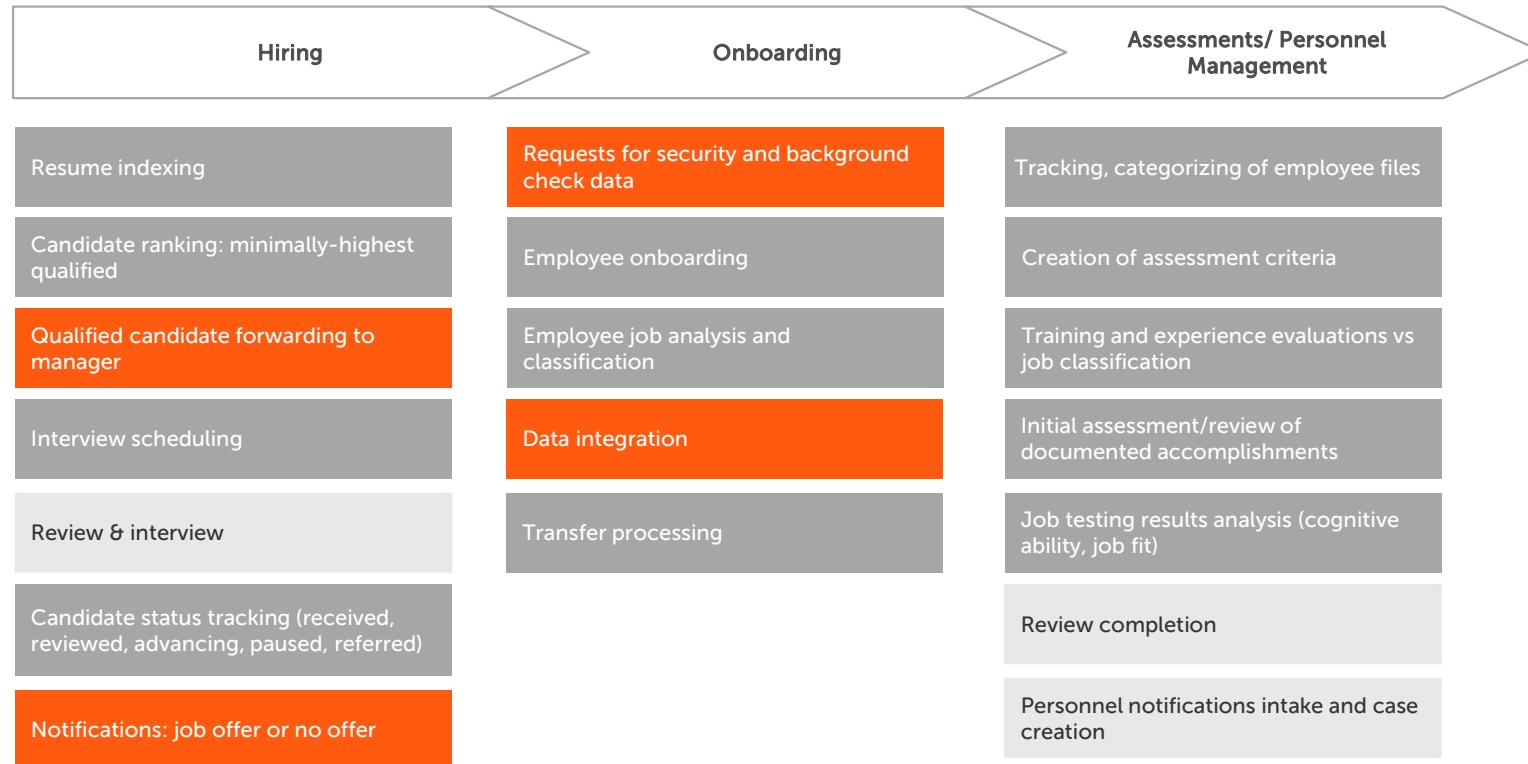 Hiring
Onboarding
Assessments/ Personnel
Management
Resume indexing
Candidate ranking: minimally-highest
qualified
Qualified candidate forwarding to
manager
Interview scheduling
Review & interview
Candidate status tracking (received,
reviewed, advancing, paused, referred)
Notifications: job offer or no offer
Requests for security and background
check data
Employee onboarding
Employee job analysis and
classification
Data integration
Transfer processing
Tracking, categorizing of employee files
Creation of assessment criteria
Training and experience evaluations vs
job classification
Initial assessment/review of
documented accomplishments
Job testing results analysis (cognitive
ability, job fit)
Review completion
Personnel notifications intake and case
creation